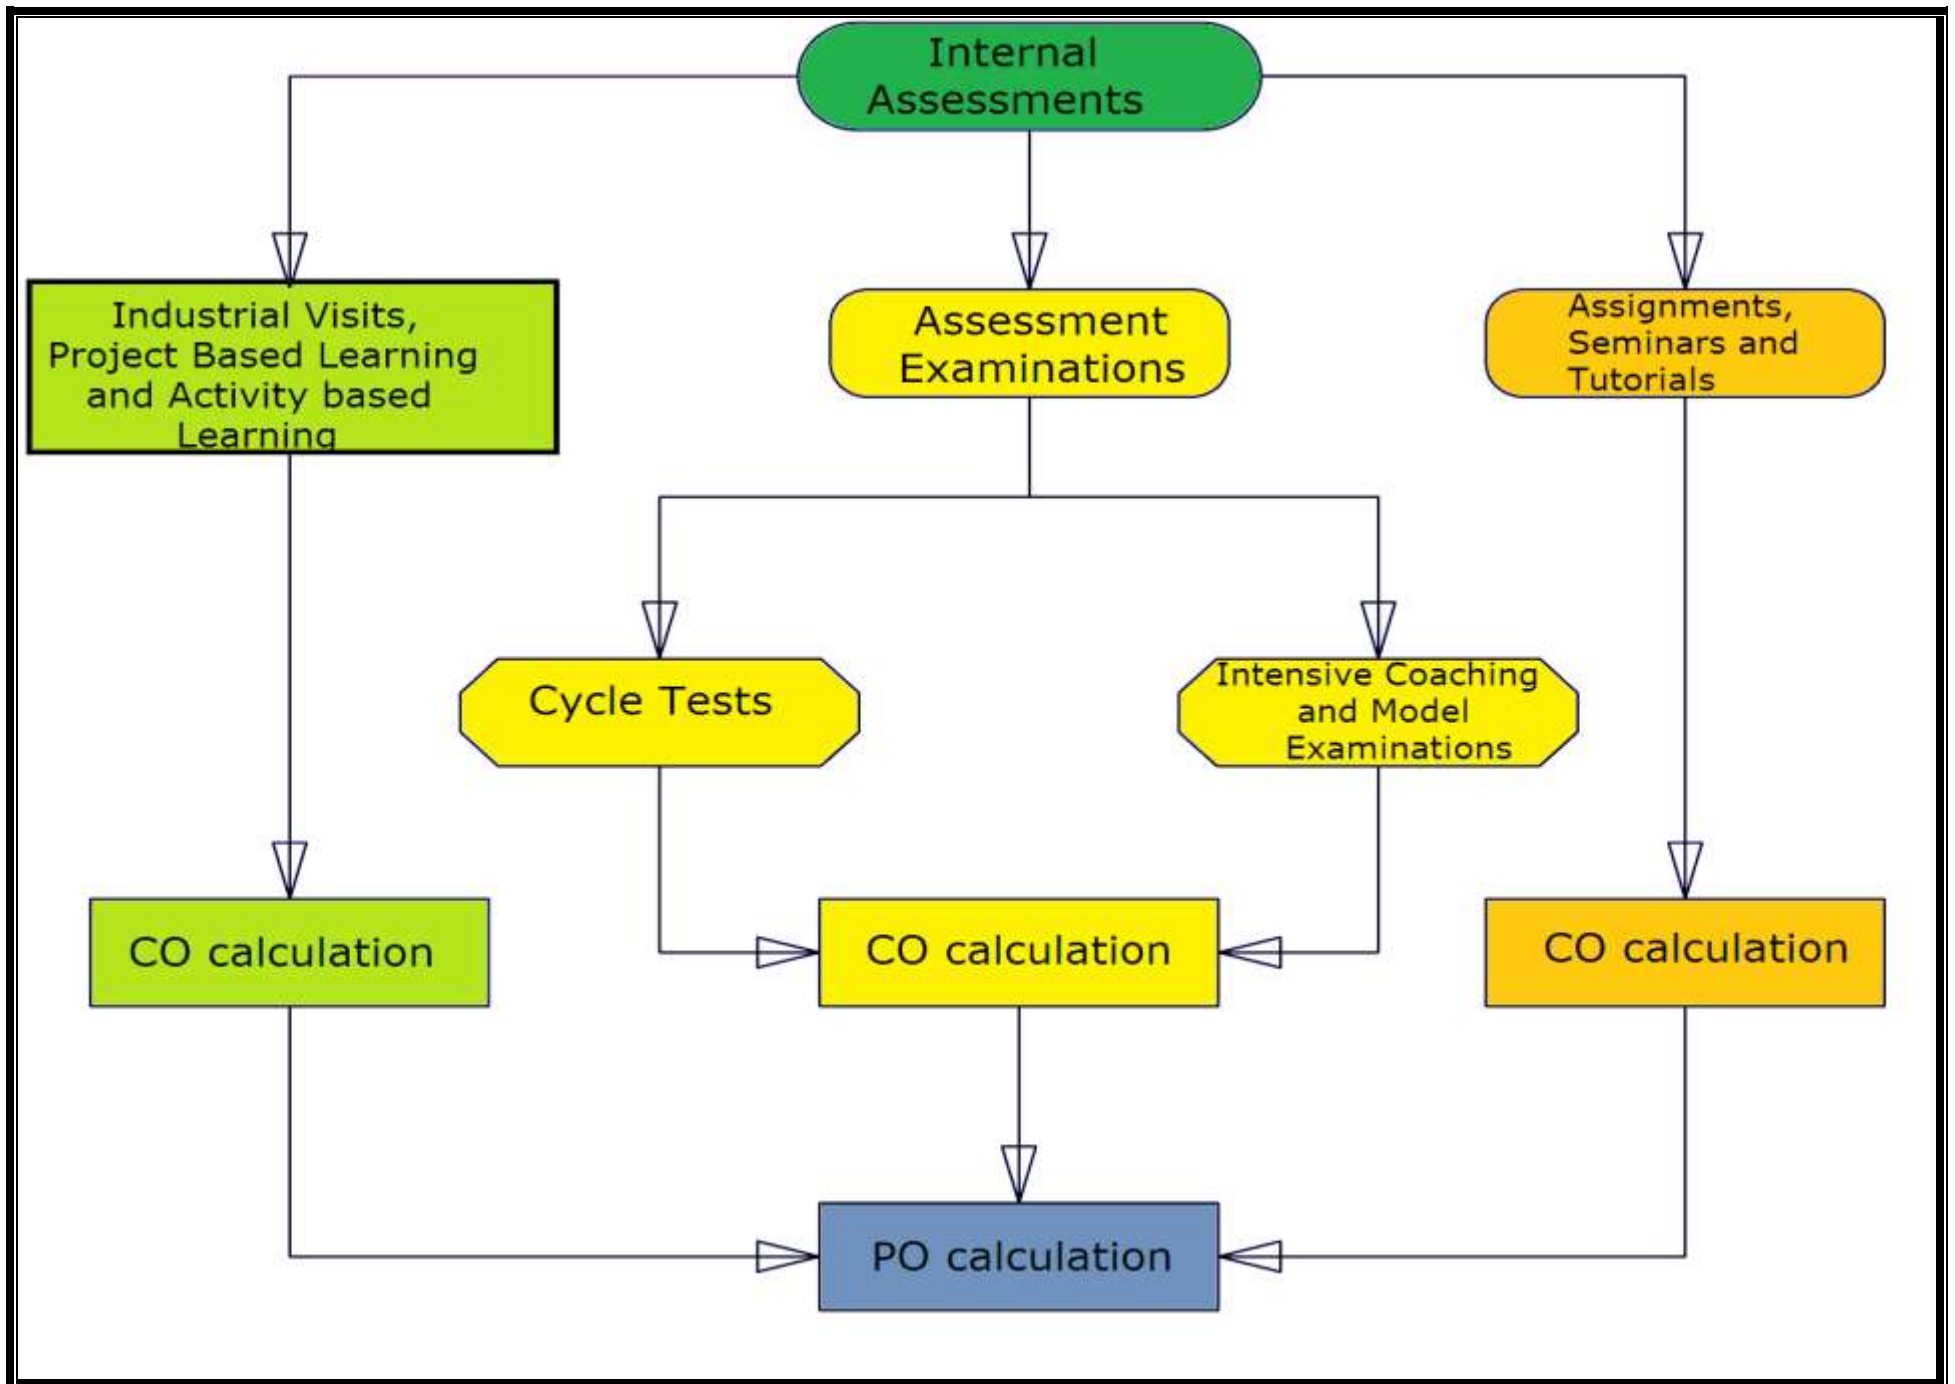 Internal
Assessments
Industrial Visits,
Project Based Learning
and Activity based
Learning
Assessment
Examinations
Assignments,
Seminars and
Tutorials
Cycle Tests
Intensive Coaching
and Model
Examinations
CO calculation
CO calculation
CO calculation
PO calculation